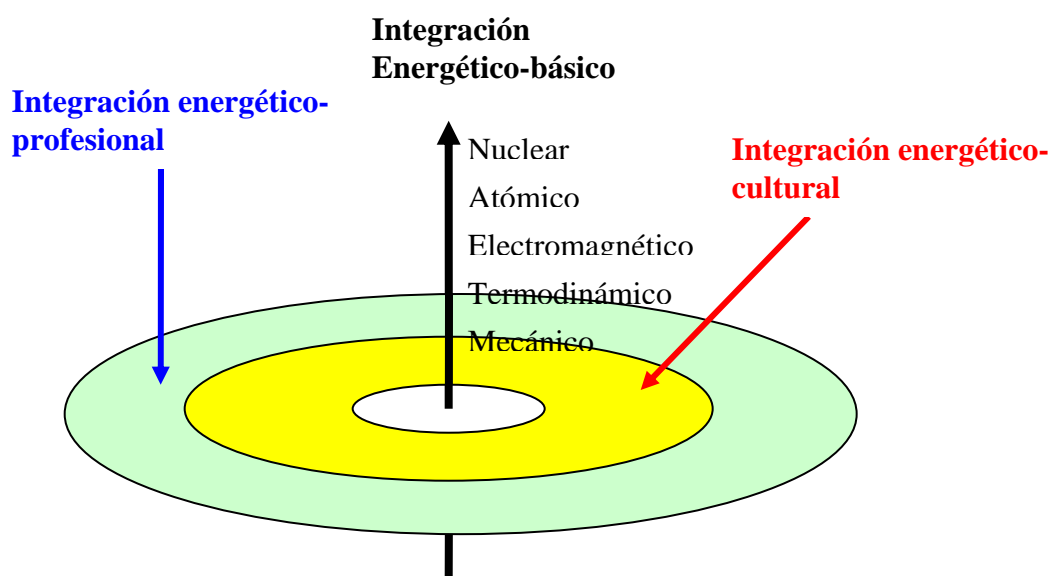 Integración
Energético-básico
Integración energético-
profesional
Nuclear
Atómico
Electromagnético
Termodinámico
Mecánico
Integración energético-
cultural